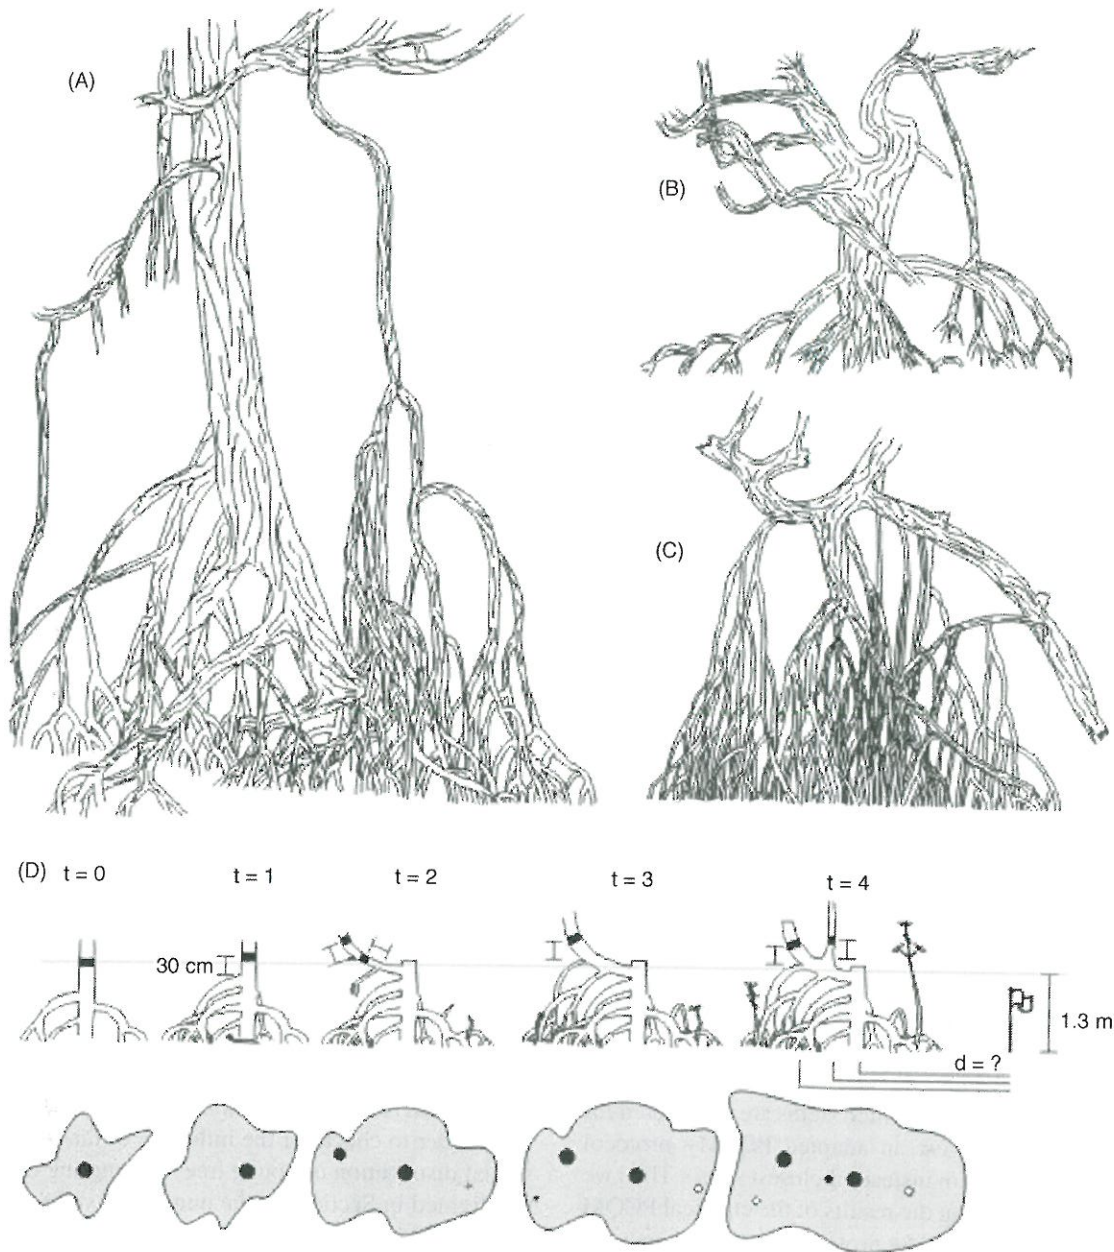 (A)
(B)
(C)
(D) t = 0 t = 1 t = 2 t = 3 t = 4
30 cm
1.3 m
d = ?